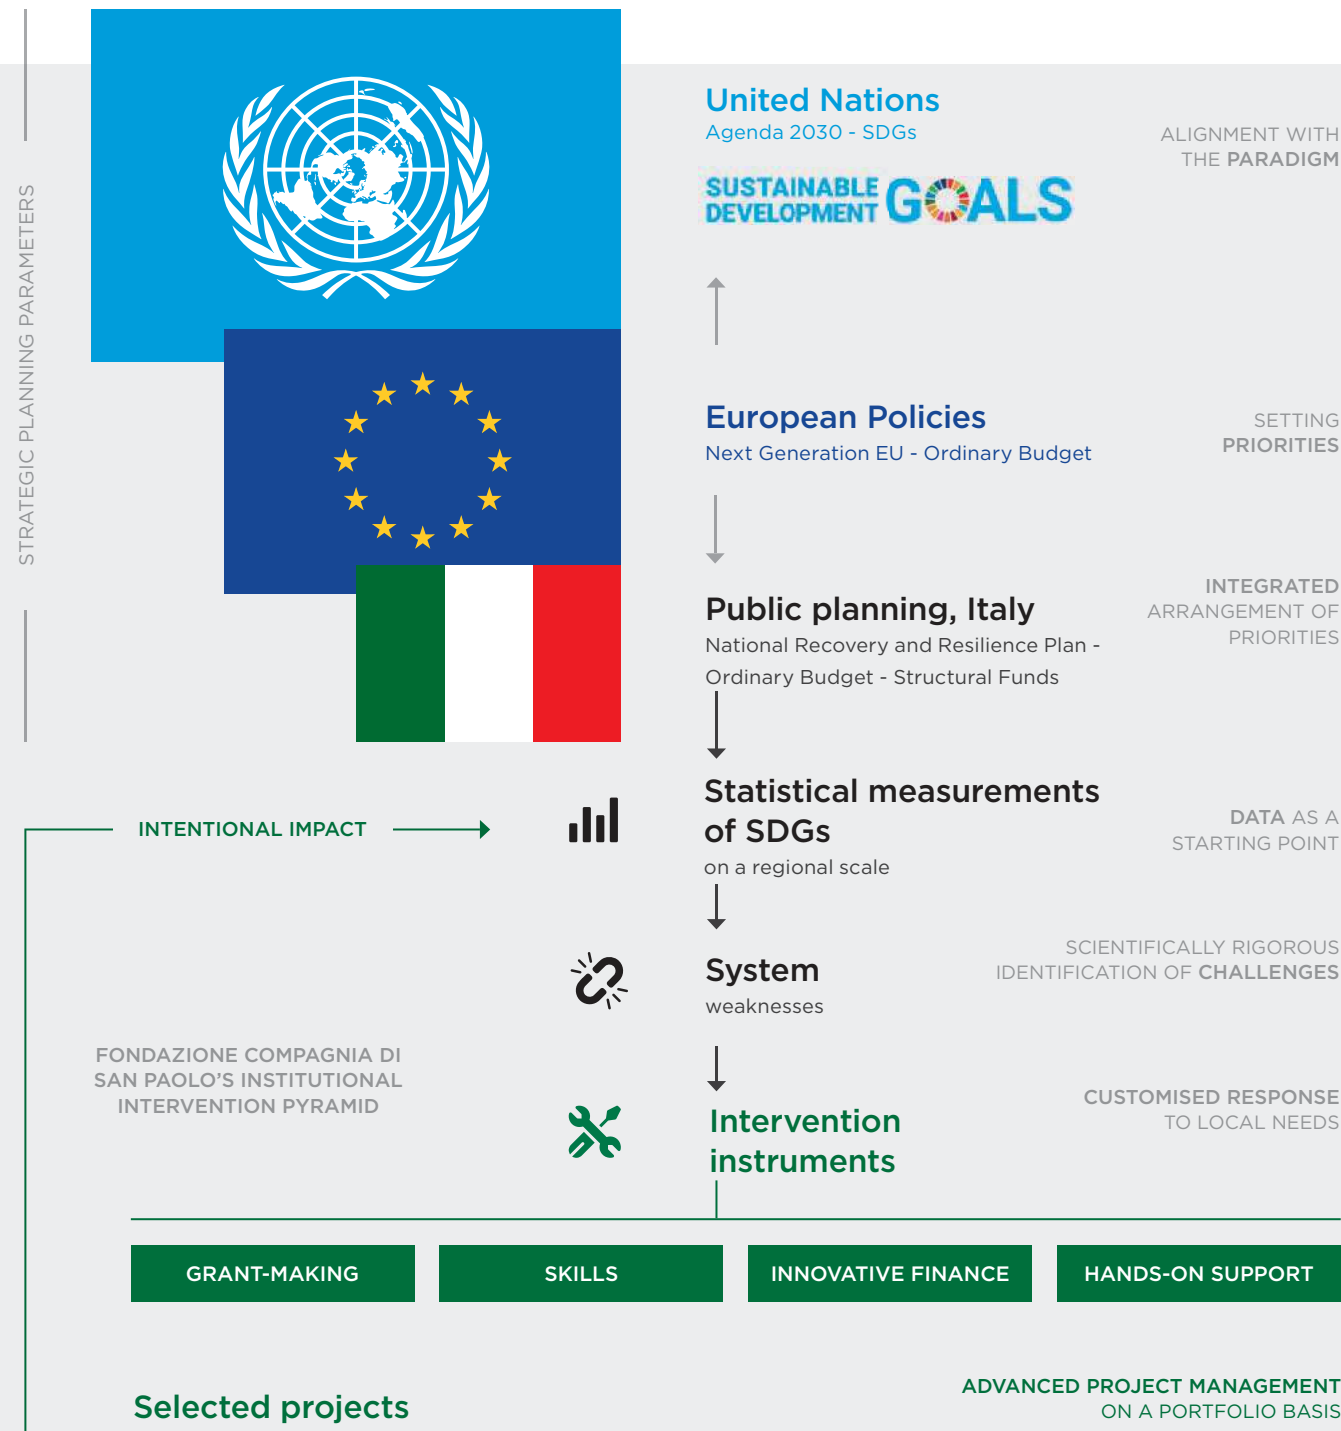 STRATEGIC PLANNING PARAMETERS
United Nations
Agenda 2030 - SDGs
ALIGNMENT WITH
THE PARADIGM
SUSTAINABLE
DEVELOPMENT GOALS
European Policies
Next Generation EU - Ordinary Budget
SETTING
PRIORITIES
Public planning, Italy
National Recovery and Resilience Plan -
Ordinary Budget - Structural Funds
INTEGRATED
ARRANGEMENT OF
PRIORITIES
INTENTIONAL IMPACT
Statistical measurements
of SDGs
on a regional scale
DATA AS A
STARTING POINT
System
weaknesses
SCIENTIFICALLY RIGOROUS
IDENTIFICATION OF CHALLENGES
FONDAZIONE COMPAGNIA DI
SAN PAOLO'S INSTITUTIONAL
INTERVENTION PYRAMID
Intervention
instruments
CUSTOMISED RESPONSE
TO LOCAL NEEDS
GRANT-MAKING
SKILLS
INNOVATIVE FINANCE
HANDS-ON SUPPORT
Selected projects
ADVANCED PROJECT MANAGEMENT
ON A PORTFOLIO BASIS